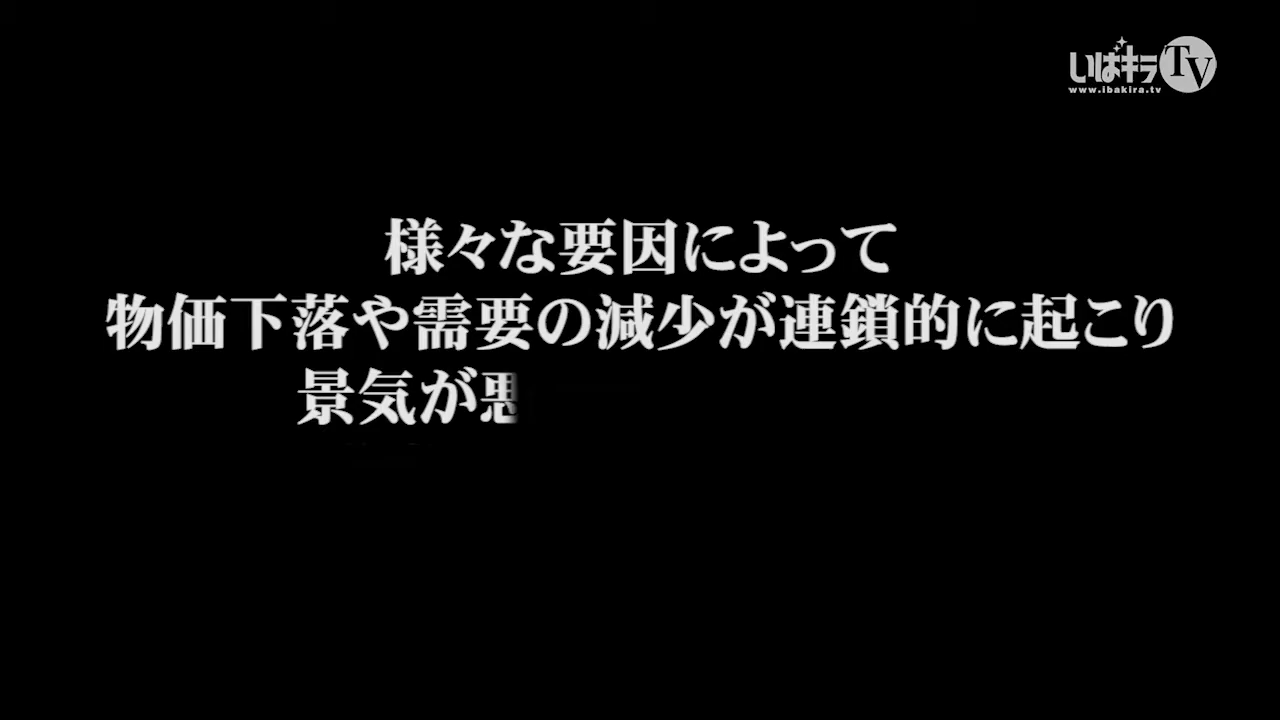 いばキラTV
www.ibakira.tv
様々な要因によって
物価下落や需要の減少が連鎖的に起こり
景気が悪